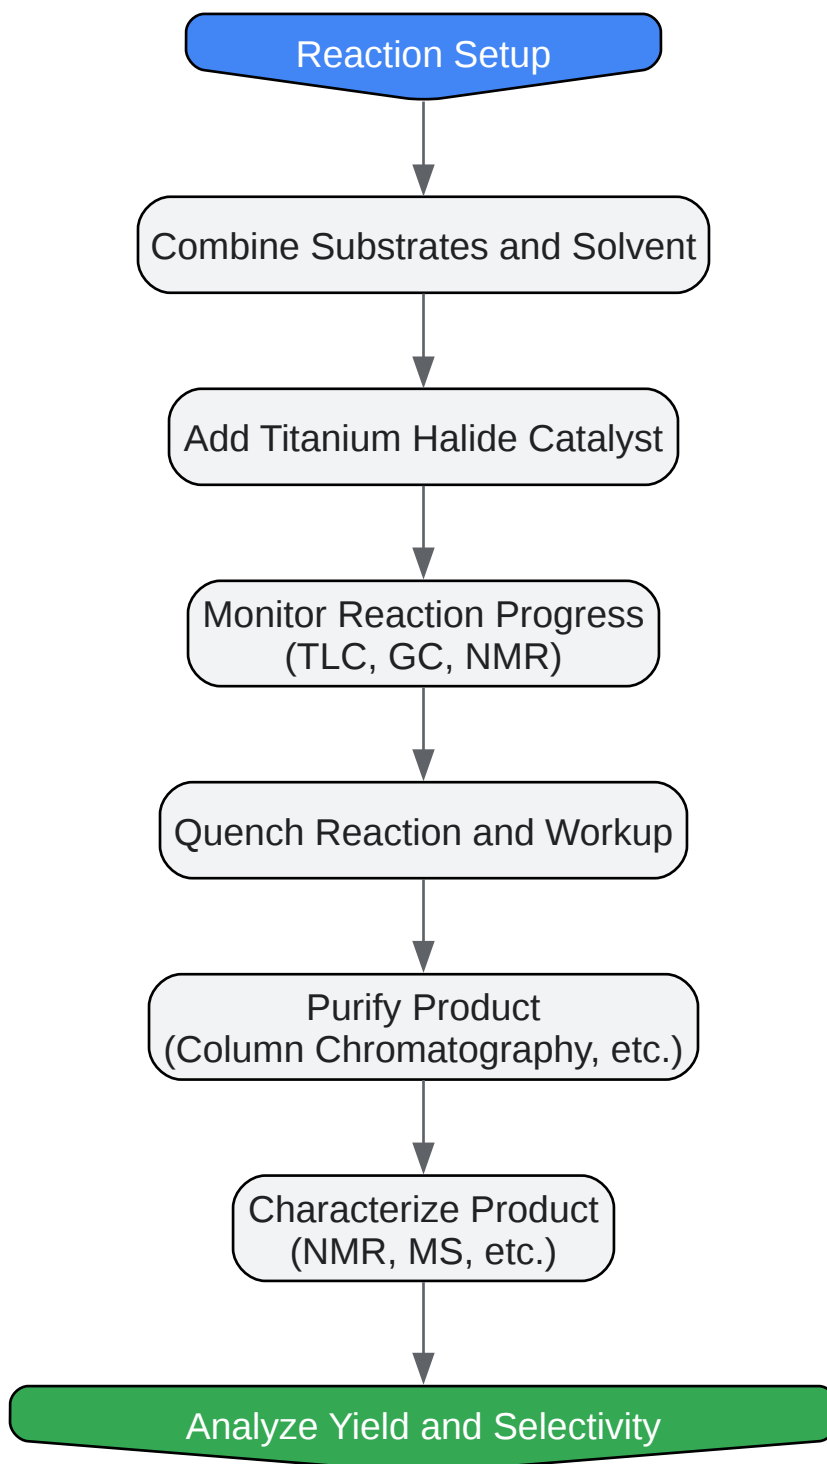 Reaction Setup
Combine Substrates and Solvent
Add Titanium Halide Catalyst
Monitor Reaction Progress
(TLC, GC, NMR)
Quench Reaction and Workup
Purify Product
(Column Chromatography, etc.)
Characterize Product
(NMR, MS, etc.)
Analyze Yield and Selectivity